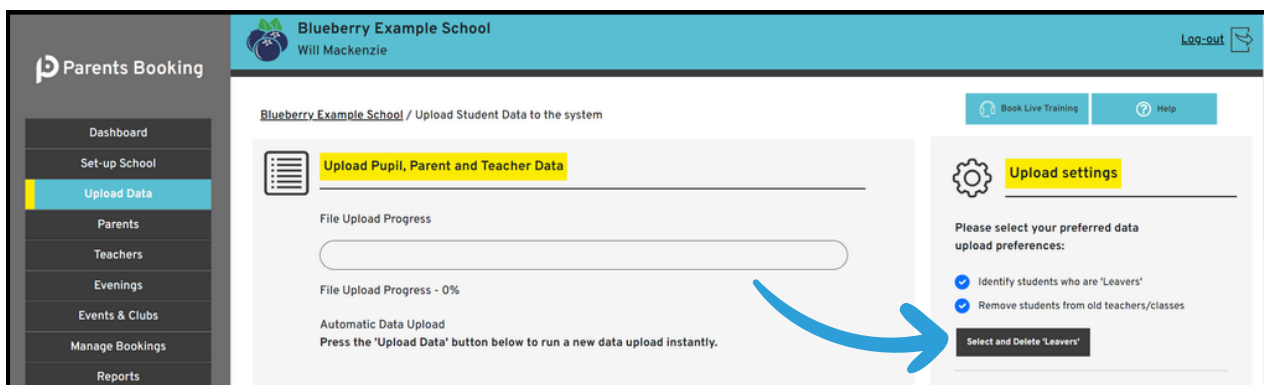 Parents Booking
Dashboard
Set-up School
Upload Data
Parents
Teachers
Evenings
Events & Clubs
Manage Bookings
Reports
Blueberry Example School
Will Mackenzie
Log-out
Blueberry Example School / Upload Student Data to the system
Book Live Training
? Help
Upload Pupil, Parent and Teacher Data
File Upload Progress
File Upload Progress - 0%
Automatic Data Upload
Press the 'Upload Data' button below to run a new data upload instantly.
Upload settings
Please select your preferred data
upload preferences:
Identify students who are 'Leavers'
Remove students from old teachers/classes
Select and Delete 'Leavers'